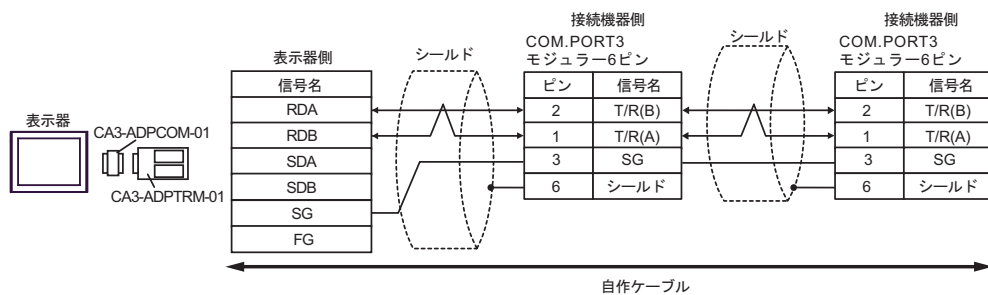 表示器
CA3-ADPCOM-01
CA3-ADPTRM-01
表示器側
信号名
RDA
RDB
SDA
SDB
SG
FG
シールド
接続機器側
COM.PORT3
モジュラー6ピン
ピン 信号名
2 T/R(B)
1 T/R(A)
3 SG
6 シールド
シールド
接続機器側
COM.PORT3
モジュラー6ピン
ピン 信号名
2 T/R(B)
1 T/R(A)
3 SG
6 シールド
自作ケーブル